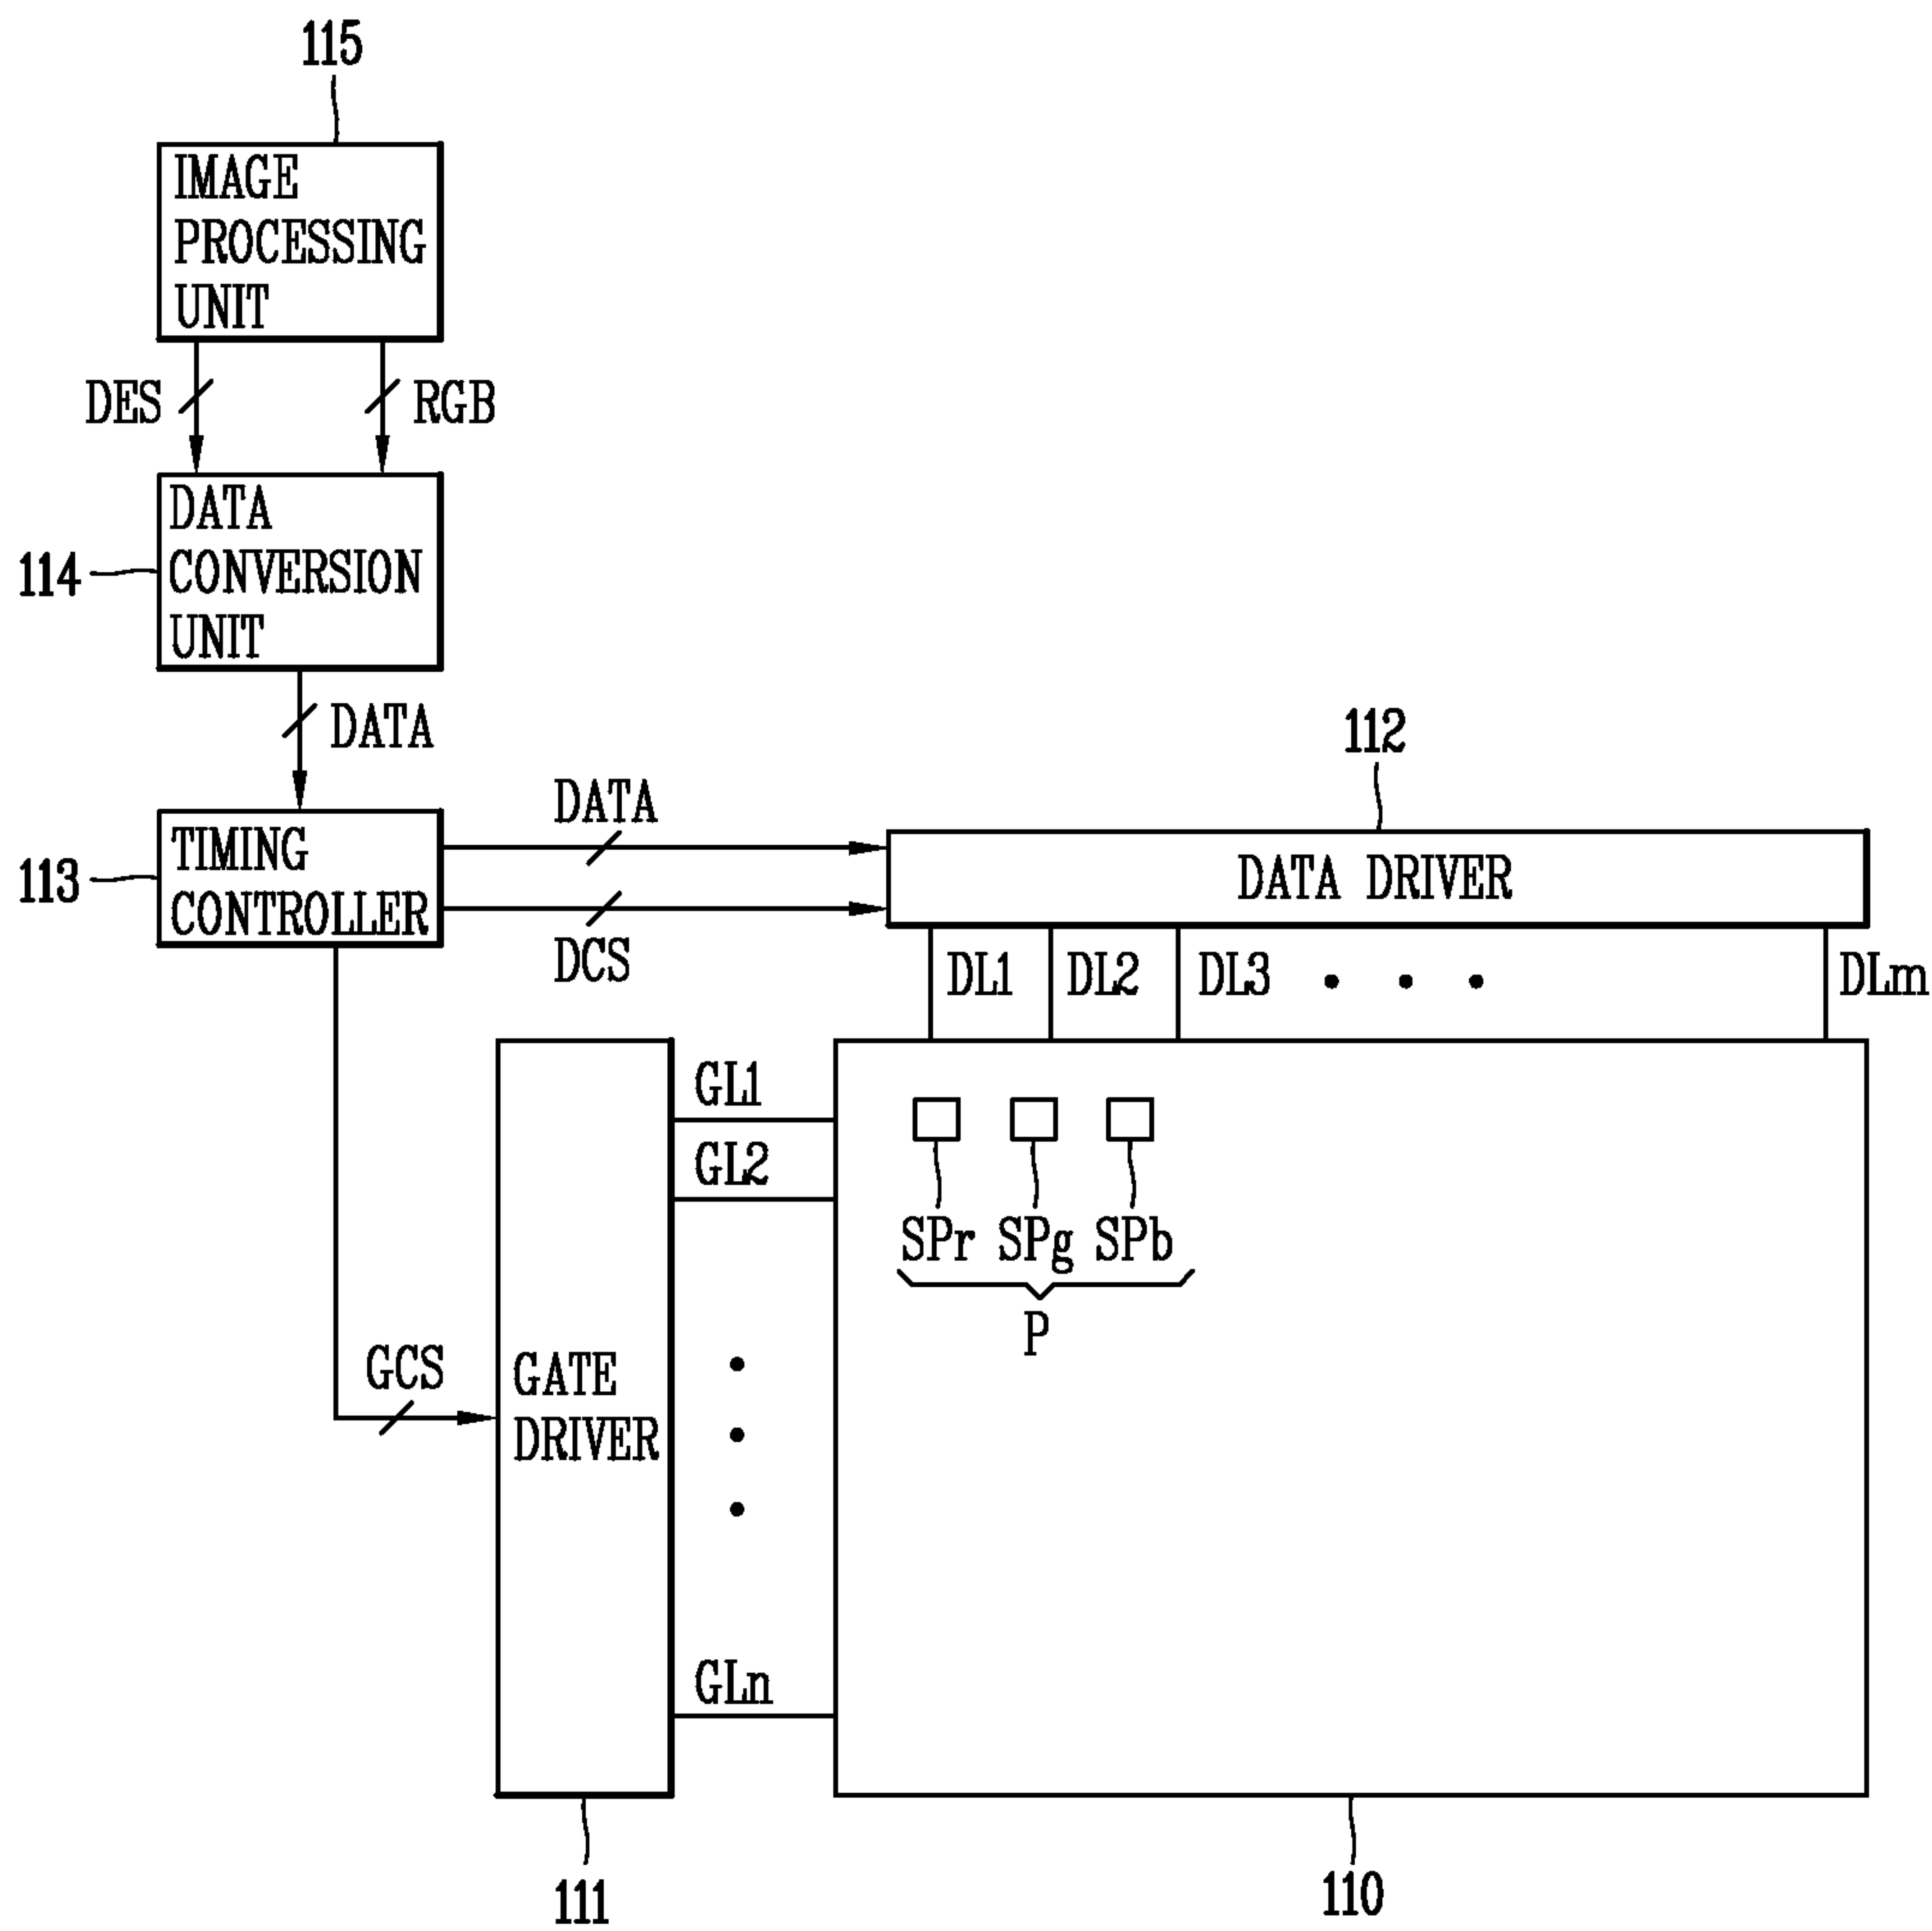 115
IMAGE
PROCESSING
UNIT
DES
RGB
114
DATA
CONVERSION
UNIT
DATA
113
TIMING
CONTROLLER
DATA
DCS
112
DATA DRIVER
DL1
DL2
DL3
DLm
GL1
GL2
GLn
GCS
GATE
DRIVER
SPr
SPg
SPb
P
111
110